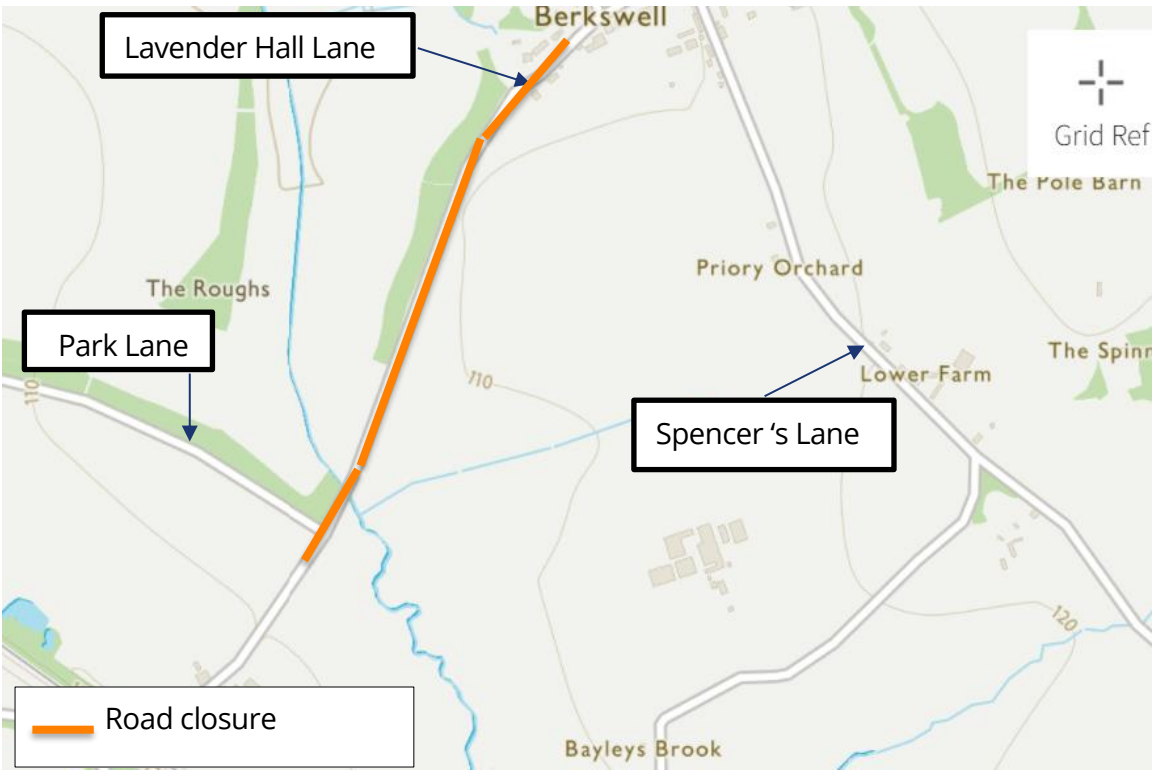 Berkswell
Lavender Hall Lane
Grid Ref
The Pole Barn
Priory Orchard
The Roughs
Park Lane
110
110
The Spinn
Lower Farm
Spencer ‘s Lane
120
Road closure
Bayleys Brook